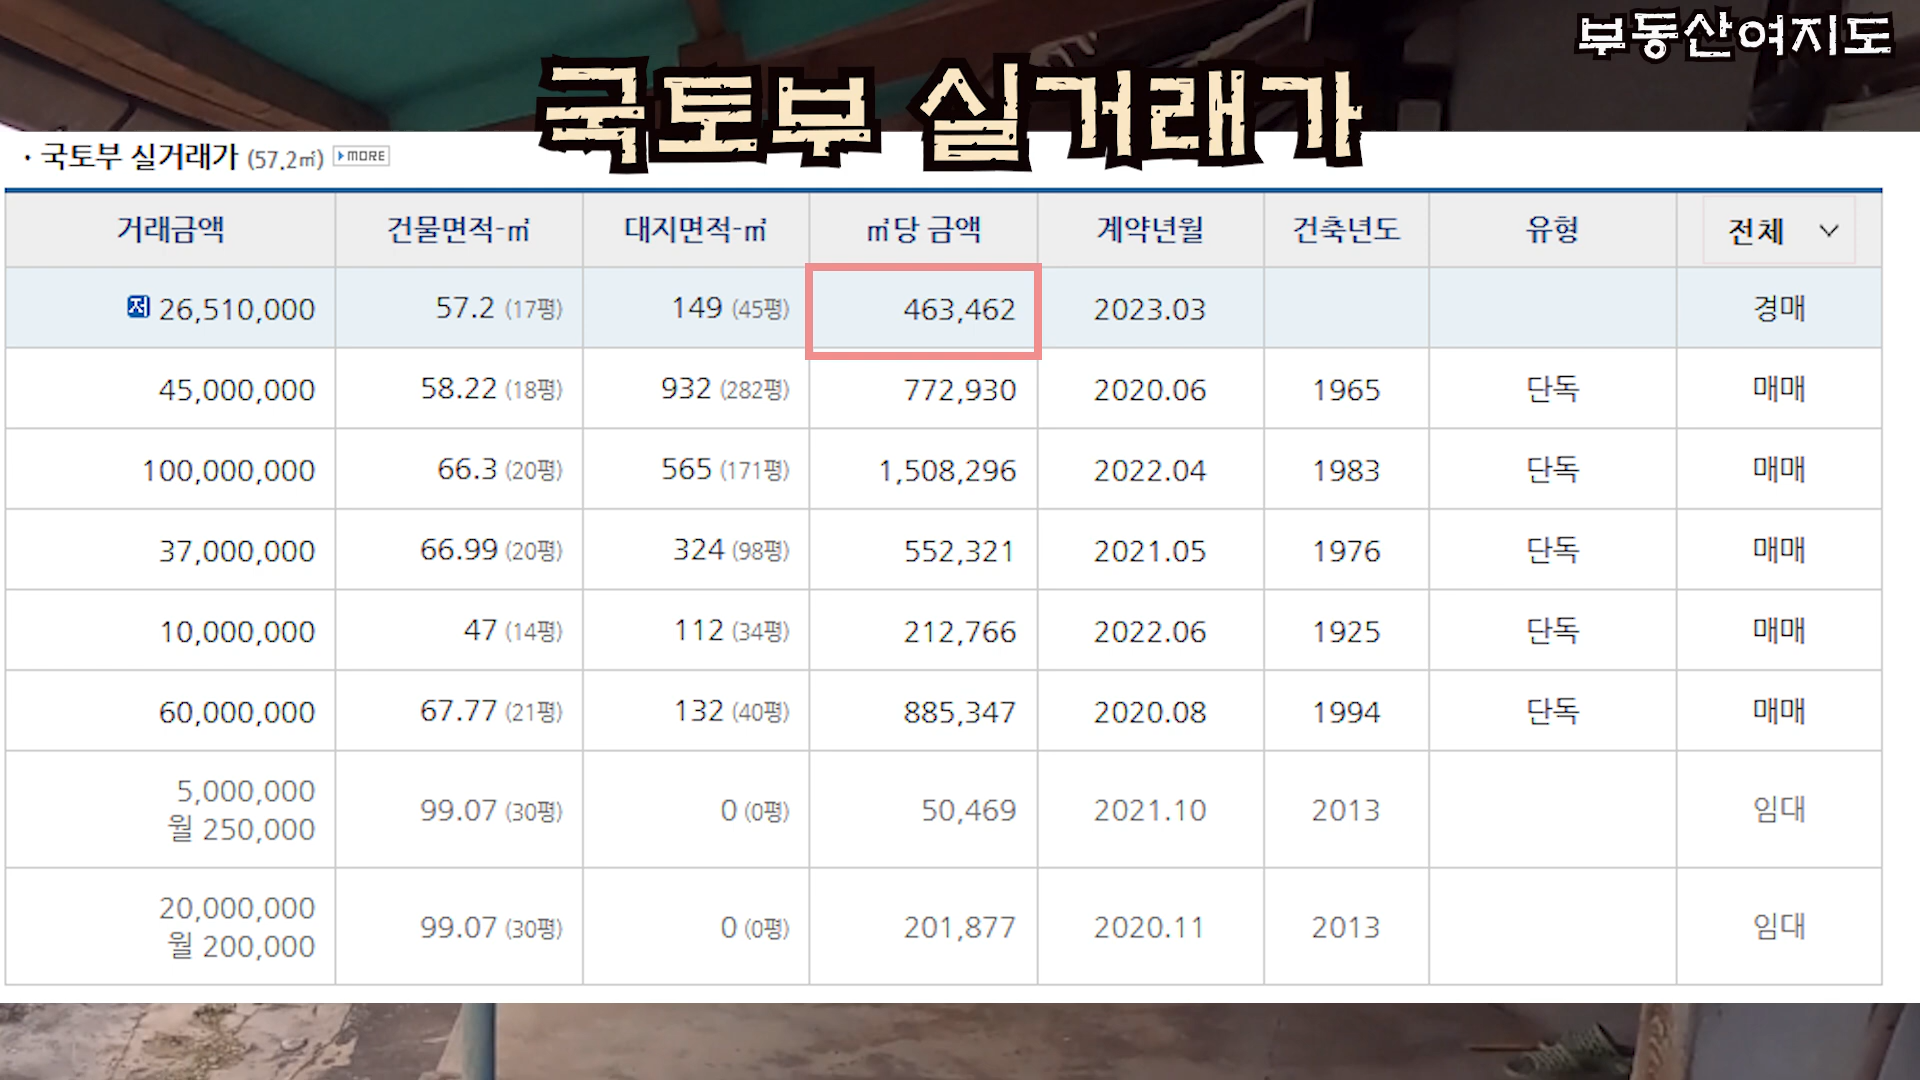 부동산여지도
국토부 실거래가
· 국토부 실거래가 (57.2㎡) MORE
거래금액 건물면적-㎡ 대지면적-㎡ ㎡당 금액 계약년월 건축년도 유형 전체
저 26,510,000 57.2 (17평) 149 (45평) 463,462 2023.03 경매
45,000,000 58.22 (18평) 932 (282평) 772,930 2020.06 1965 단독 매매
100,000,000 66.3 (20평) 565 (171평) 1,508,296 2022.04 1983 단독 매매
37,000,000 66.99 (20평) 324 (98평) 552,321 2021.05 1976 단독 매매
10,000,000 47 (14평) 112 (34평) 212,766 2022.06 1925 단독 매매
60,000,000 67.77 (21평) 132 (40평) 885,347 2020.08 1994 단독 매매
5,000,000
월 250,000 99.07 (30평) 0 (0평) 50,469 2021.10 2013 임대
20,000,000
월 200,000 99.07 (30평) 0 (0평) 201,877 2020.11 2013 임대